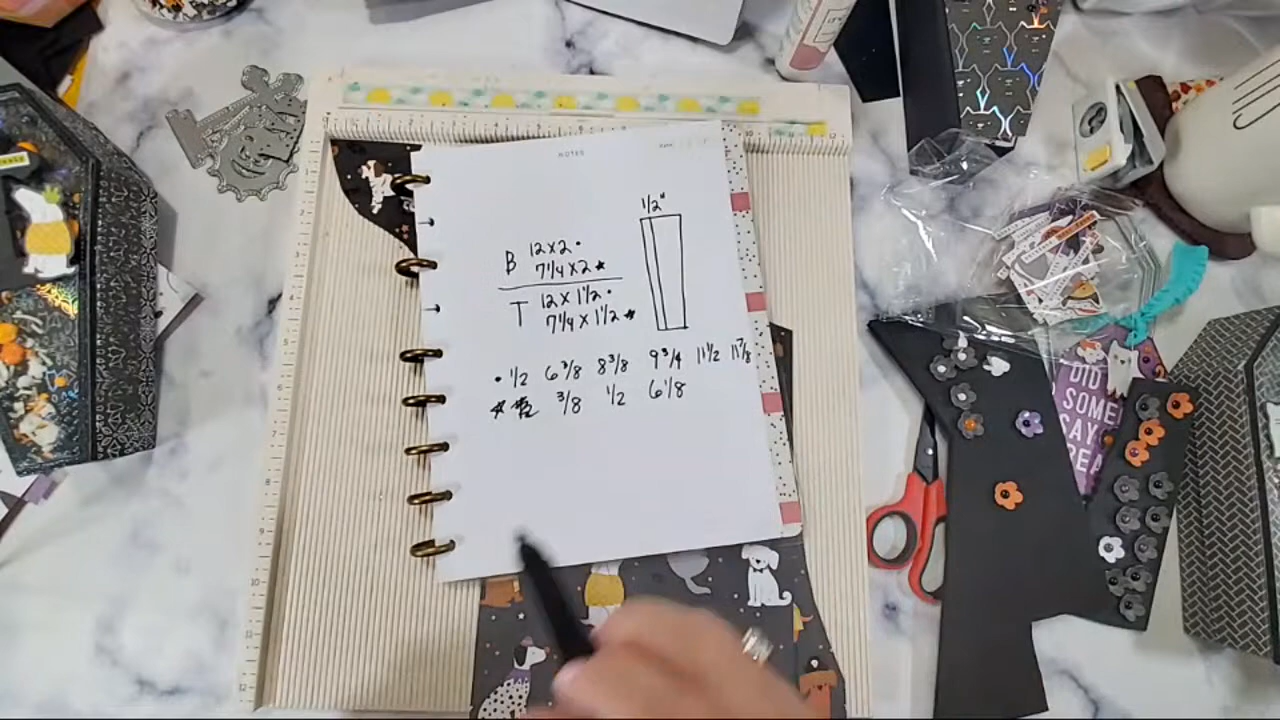 NOTES
1/2"
B 12x2 •
7 1/4 x 2 ★
T 12 x 1 1/2 •
7 1/4 x 1 1/2 ★
• 1/2 6 3/8 8 3/8 9 3/4 11 1/2 11 7/8
★ 3/8 1/2 6 1/8
DID
SOME
SAY